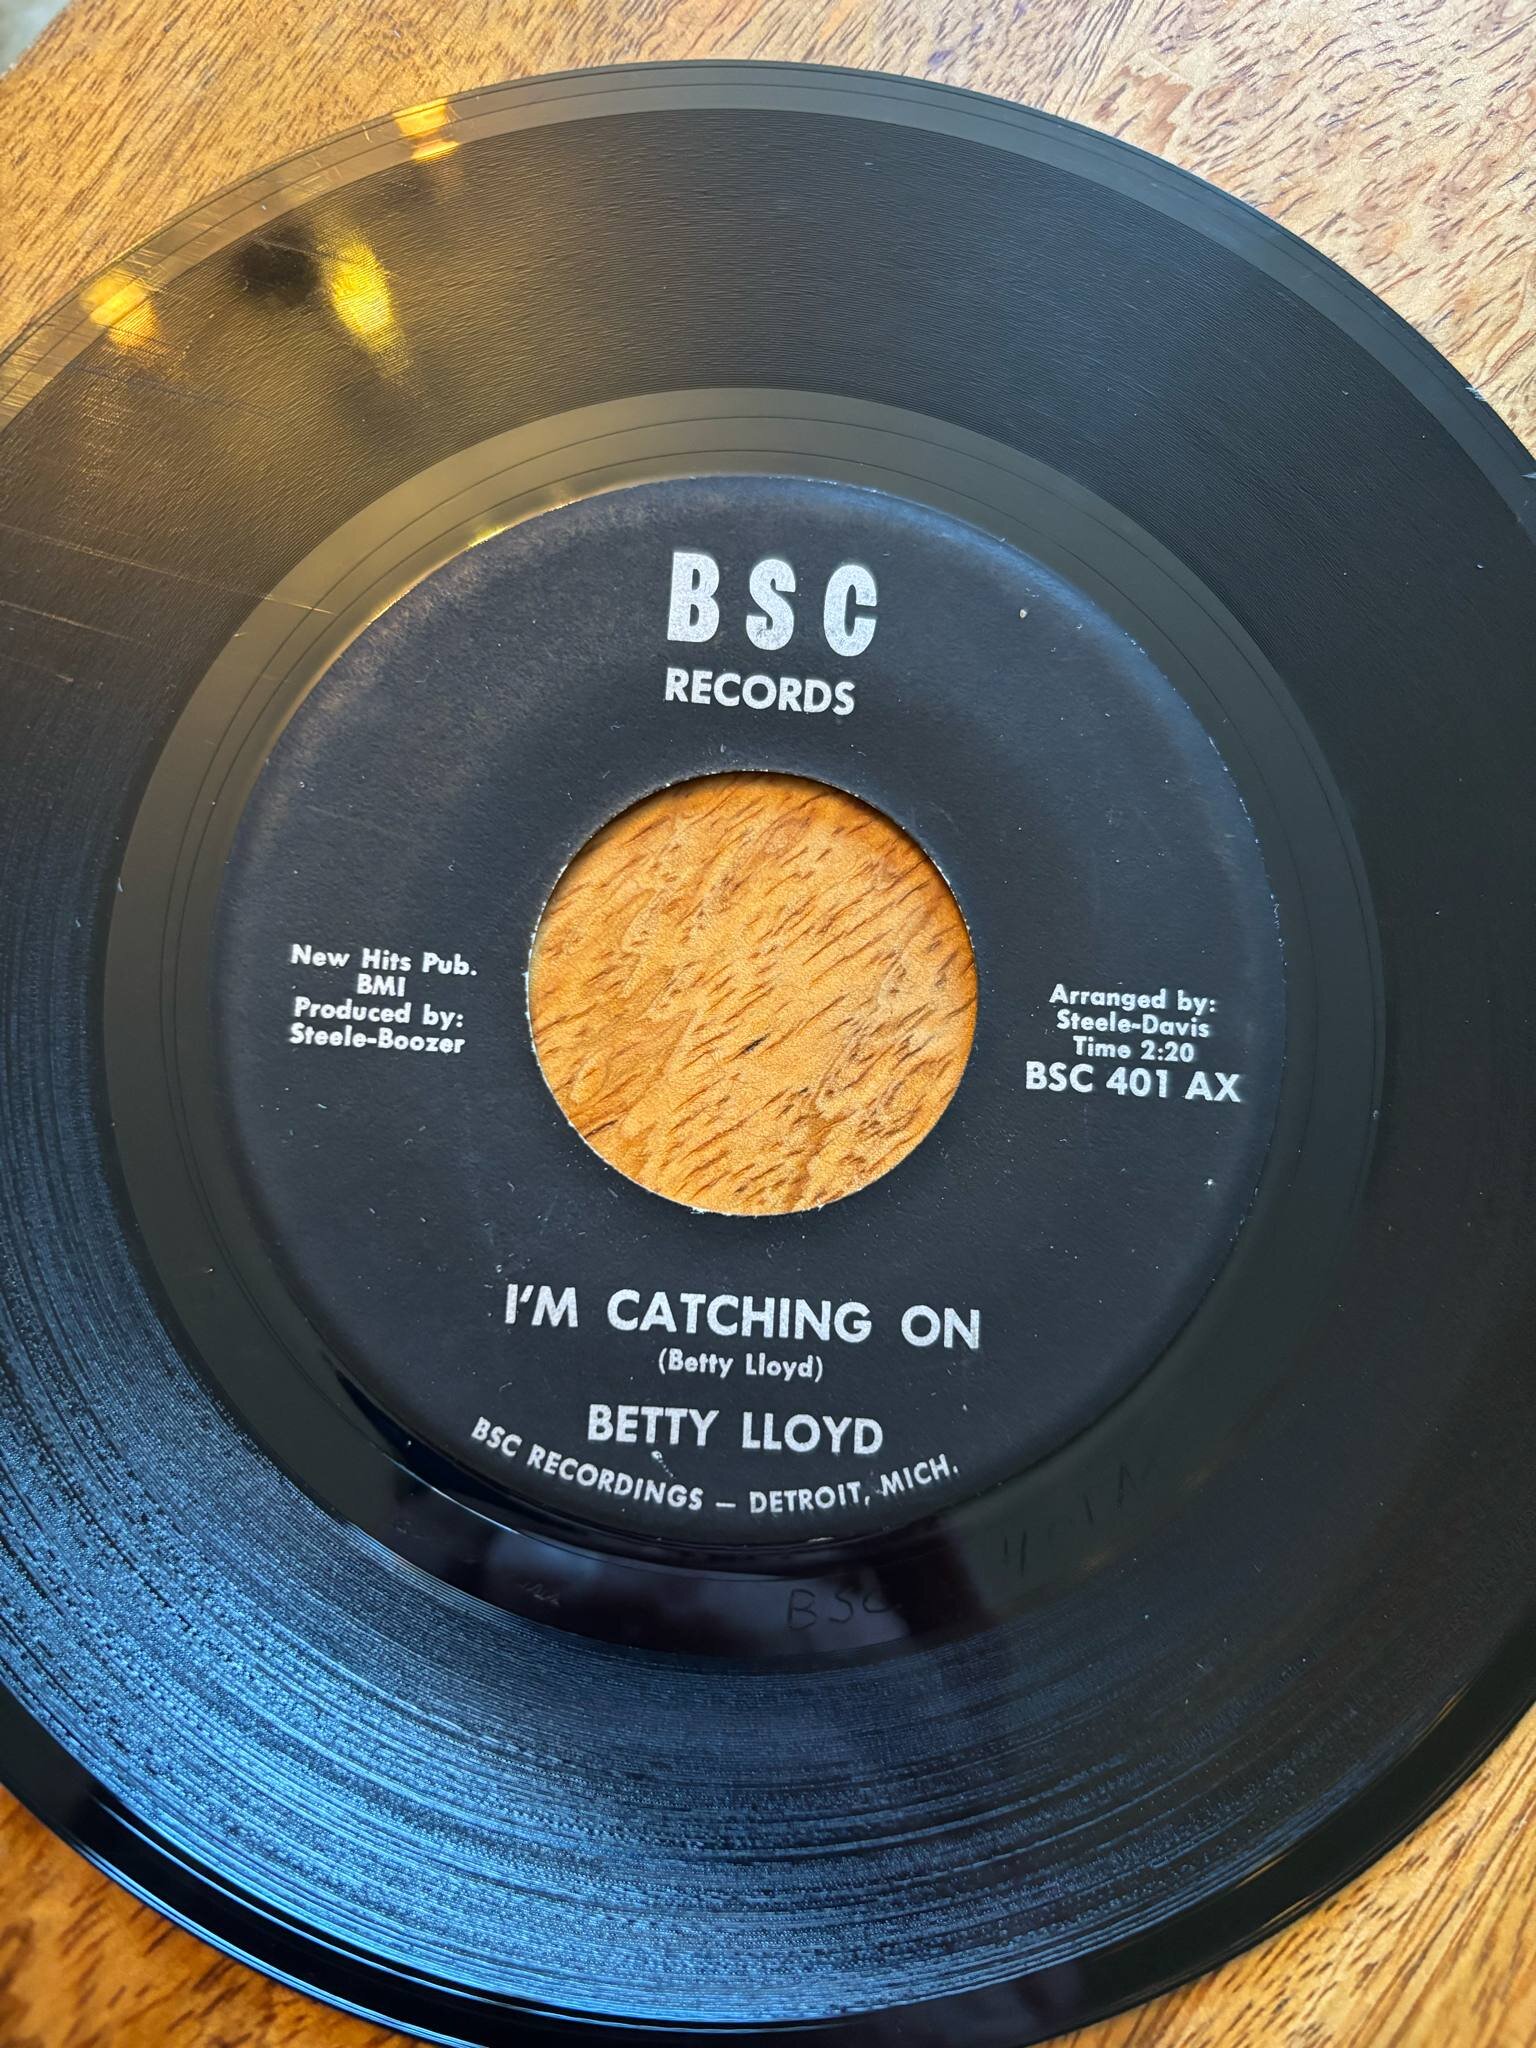 BSC
RECORDS
New Hits Pub.
BMI
Produced by:
Steele-Boozer
Arranged by:
Steele-Davis
Time 2:20
BSC 401 AX
I'M CATCHING ON
(Betty Lloyd)
BETTY LLOYD
BSC RECORDINGS – DETROIT, MICH.
BSC